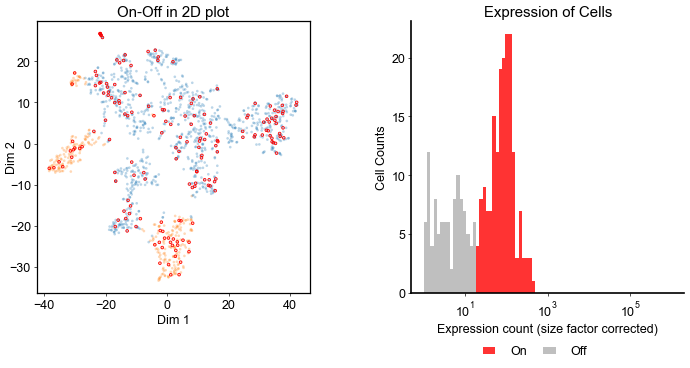 On-Off in 2D plot
Dim 2
20
10
0
−10
−20
−30
−40
−20
0
20
40
Dim 1
Expression of Cells
Cell Counts
20
15
10
5
0
10^1
10^3
10^5
Expression count (size factor corrected)
On
Off